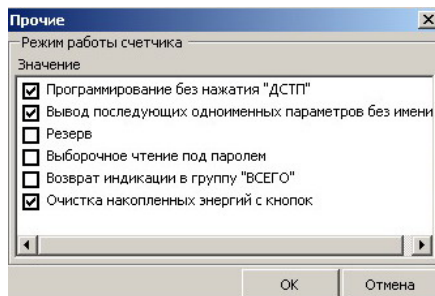 Прочие
Режим работы счетчика
Значение
Программирование без нажатия "ДСТП"
Вывод последующих одноименных параметров без имени
Резерв
Выборочное чтение под паролем
Возврат индикации в группу "ВСЕГО"
Очистка накопленных энергий с кнопок
ОК
Отмена